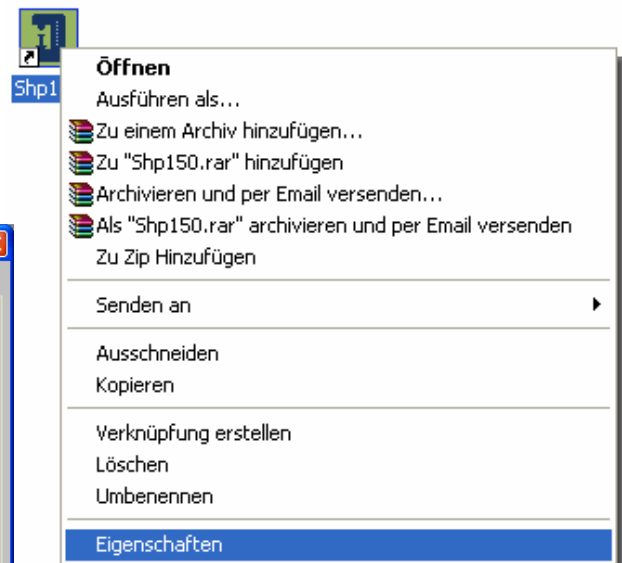 Shp1
Öffnen
Ausführen als...
Zu einem Archiv hinzufügen...
Zu "Shp150.rar" hinzufügen
Archivieren und per Email versenden...
Als "Shp150.rar" archivieren und per Email versenden
Zu Zip Hinzufügen
Senden an
Ausschneiden
Kopieren
Verknüpfung erstellen
Löschen
Umbenennen
Eigenschaften